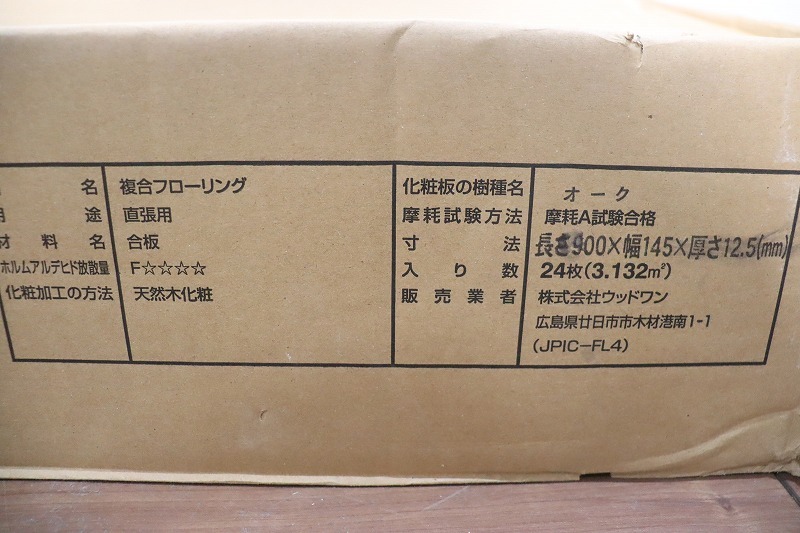 名 複合フローリング
用途 直張用
材料名 合板
ホルムアルデヒド放散量 F☆☆☆☆
化粧加工の方法 天然木化粧
化粧板の樹種名 オーク
摩耗試験方法 摩耗A試験合格
寸法 長さ900×幅145×厚さ12.5(mm)
入り数 24枚(3.132㎡)
販売業者 株式会社ウッドワン
広島県廿日市市木材港南1-1
(JPIC-FL4)